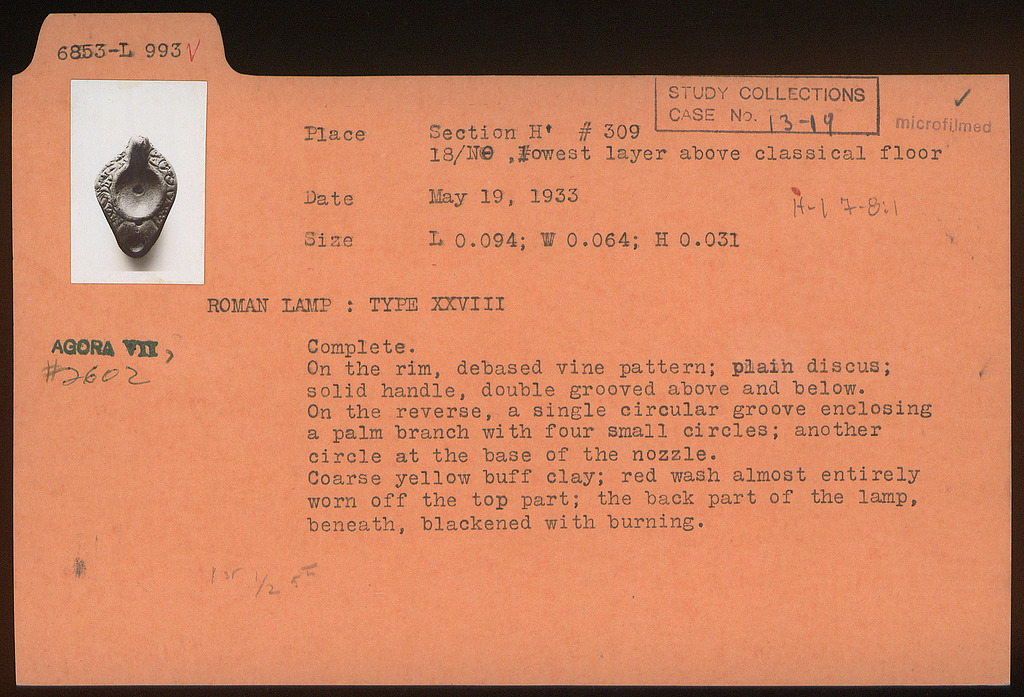 6853-L 993 ✓
STUDY COLLECTIONS
CASE No. 13-19
✓
microfilmed
Place Section H' # 309
18/NΘ , lowest layer above classical floor
Date May 19, 1933
H-I 7-8:1
Size L 0.094; W 0.064; H 0.031
ROMAN LAMP : TYPE XXVIII
AGORA VII,
#2602
Complete.
On the rim, debased vine pattern; plain discus;
solid handle, double grooved above and below.
On the reverse, a single circular groove enclosing
a palm branch with four small circles; another
circle at the base of the nozzle.
Coarse yellow buff clay; red wash almost entirely
worn off the top part; the back part of the lamp,
beneath, blackened with burning.
1/2 5